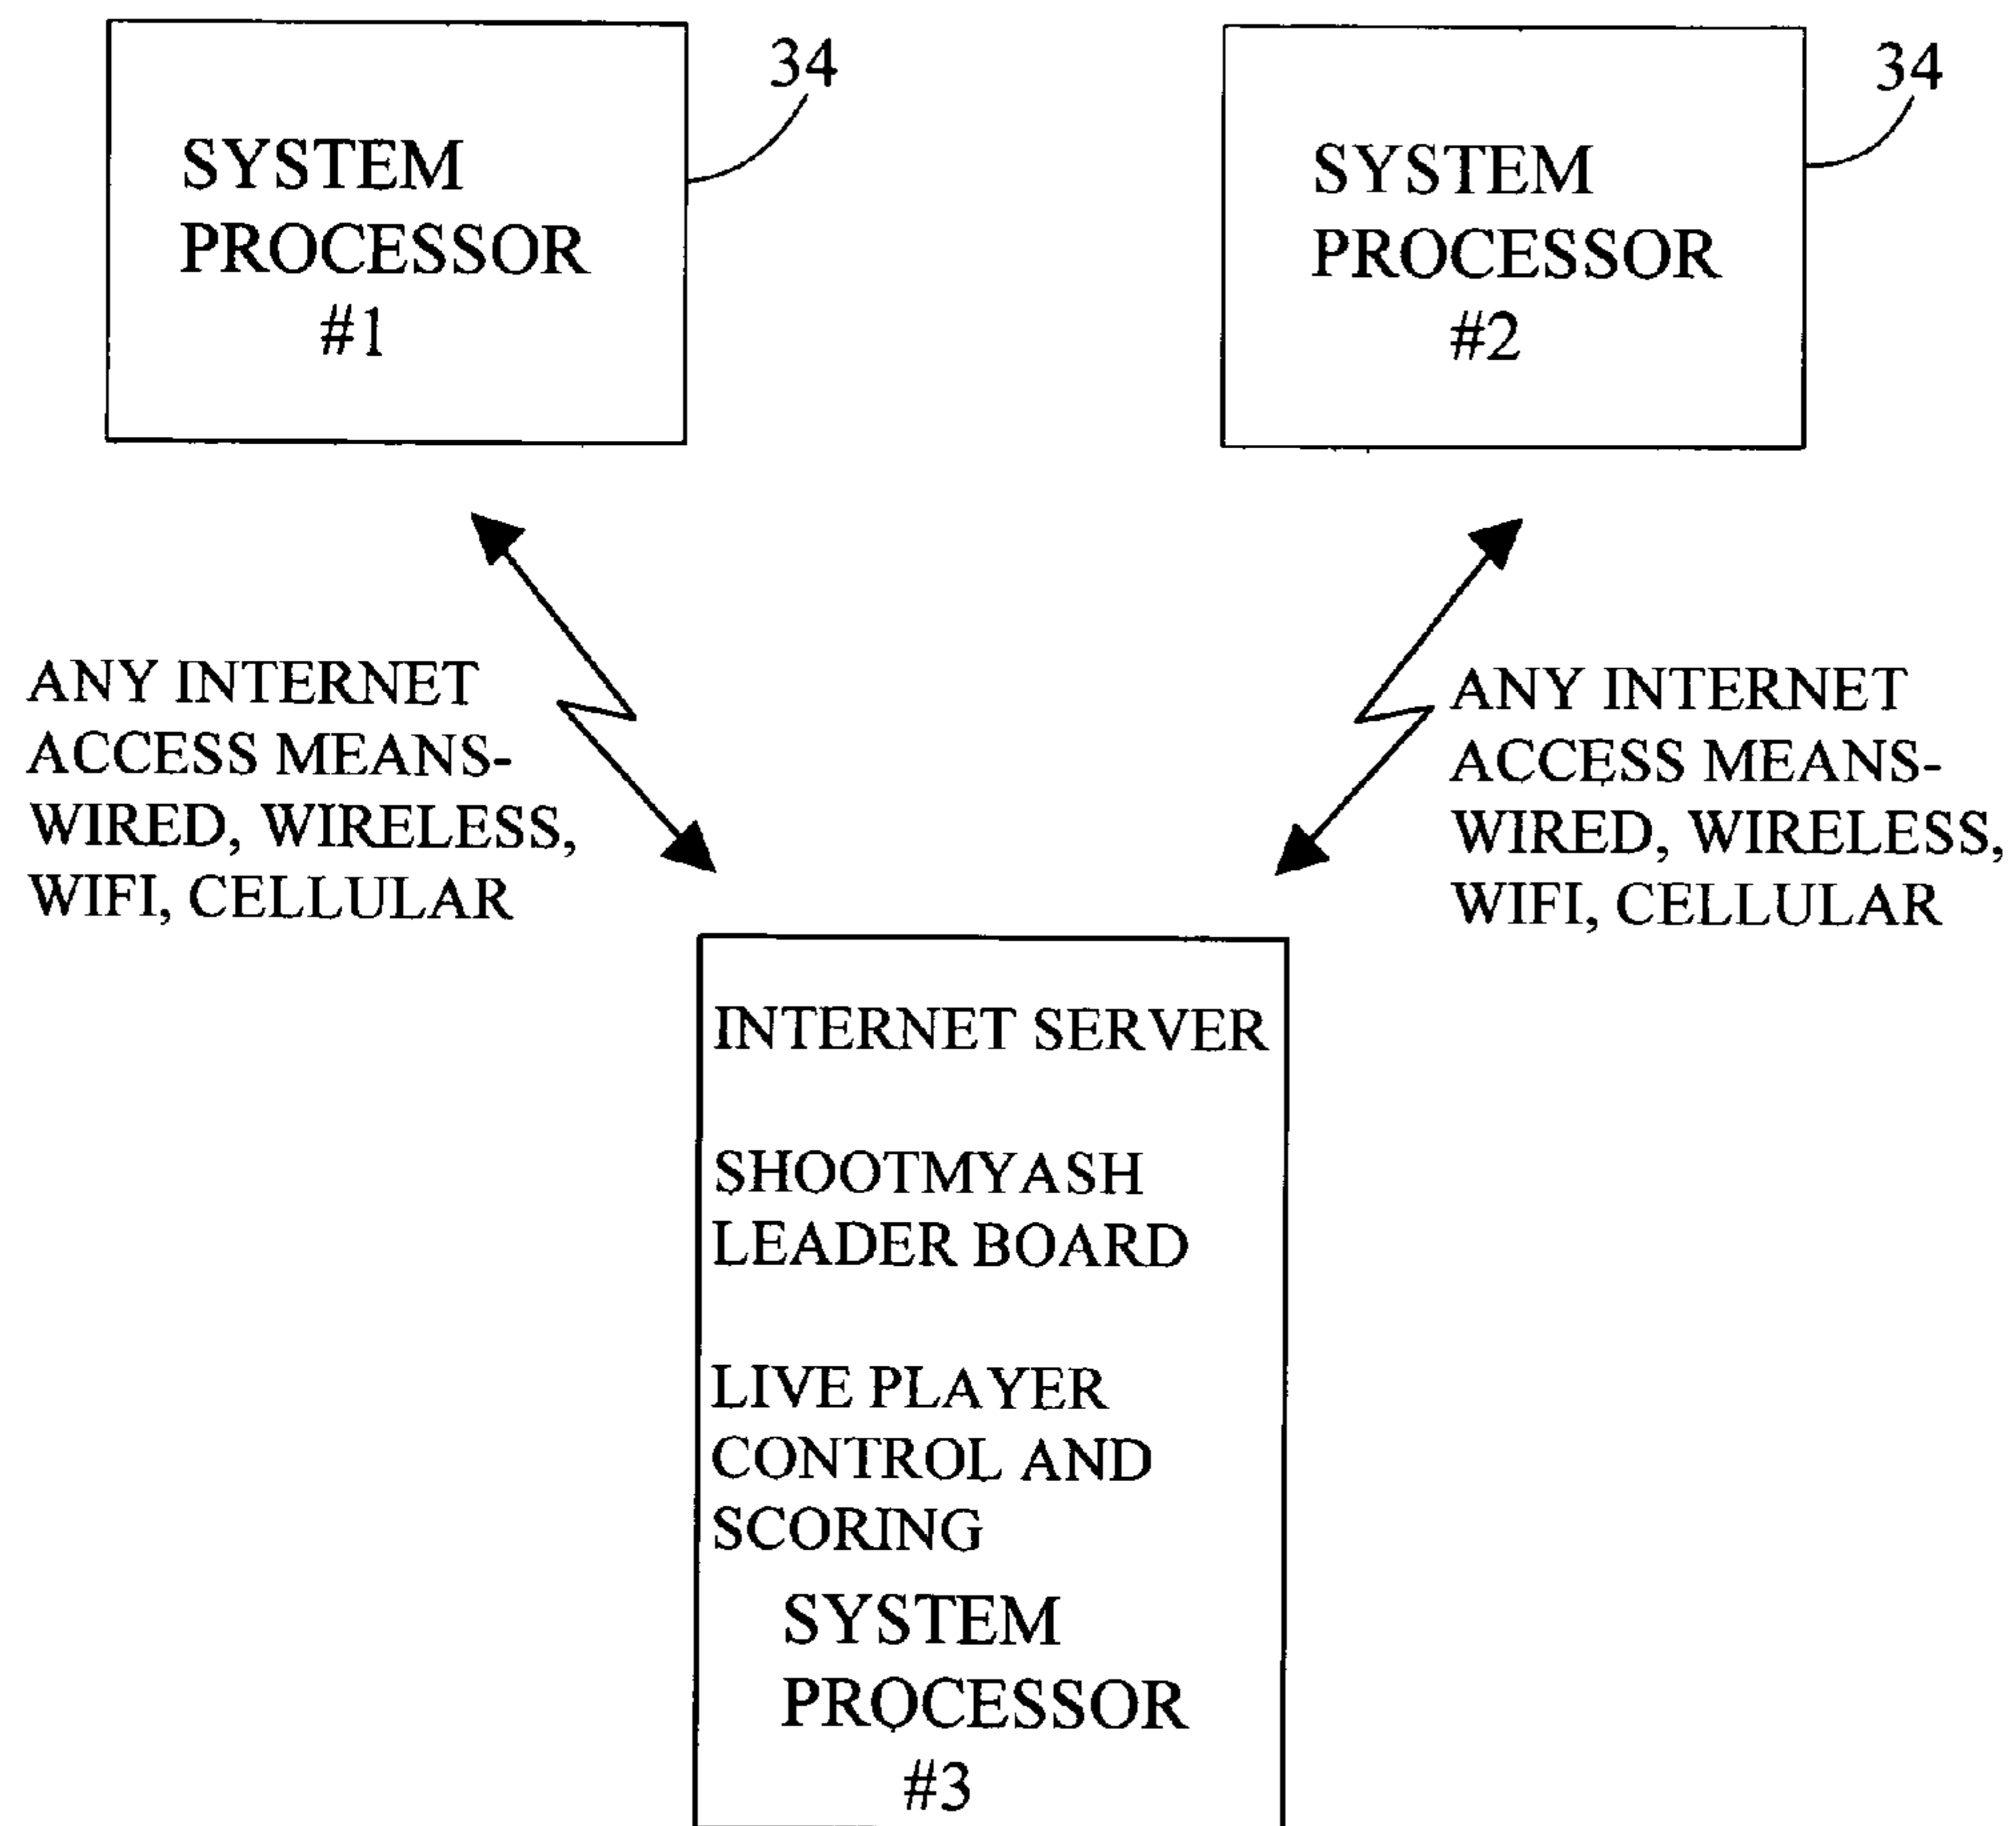 34
34
SYSTEM
PROCESSOR
#1
SYSTEM
PROCESSOR
#2
ANY INTERNET
ACCESS MEANS-
WIRED, WIRELESS,
WIFI, CELLULAR
ANY INTERNET
ACCESS MEANS-
WIRED, WIRELESS,
WIFI, CELLULAR
INTERNET SERVER
SHOOTMYASH
LEADER BOARD
LIVE PLAYER
CONTROL AND
SCORING
SYSTEM
PROCESSOR
#3